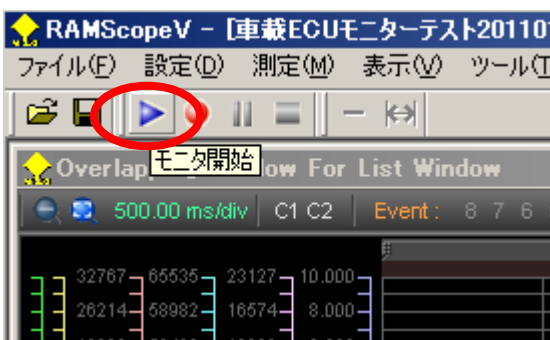 RAMScopeV - [車載ECUモニターテスト201107
ファイル(F) 設定(D) 測定(M) 表示(V) ツール(T
モニタ開始
Overlap ow For List Window
500.00 ms/div C1 C2 Event : 8 7 6
32767 65535 23127 10.000
26214 58982 16574 8.000